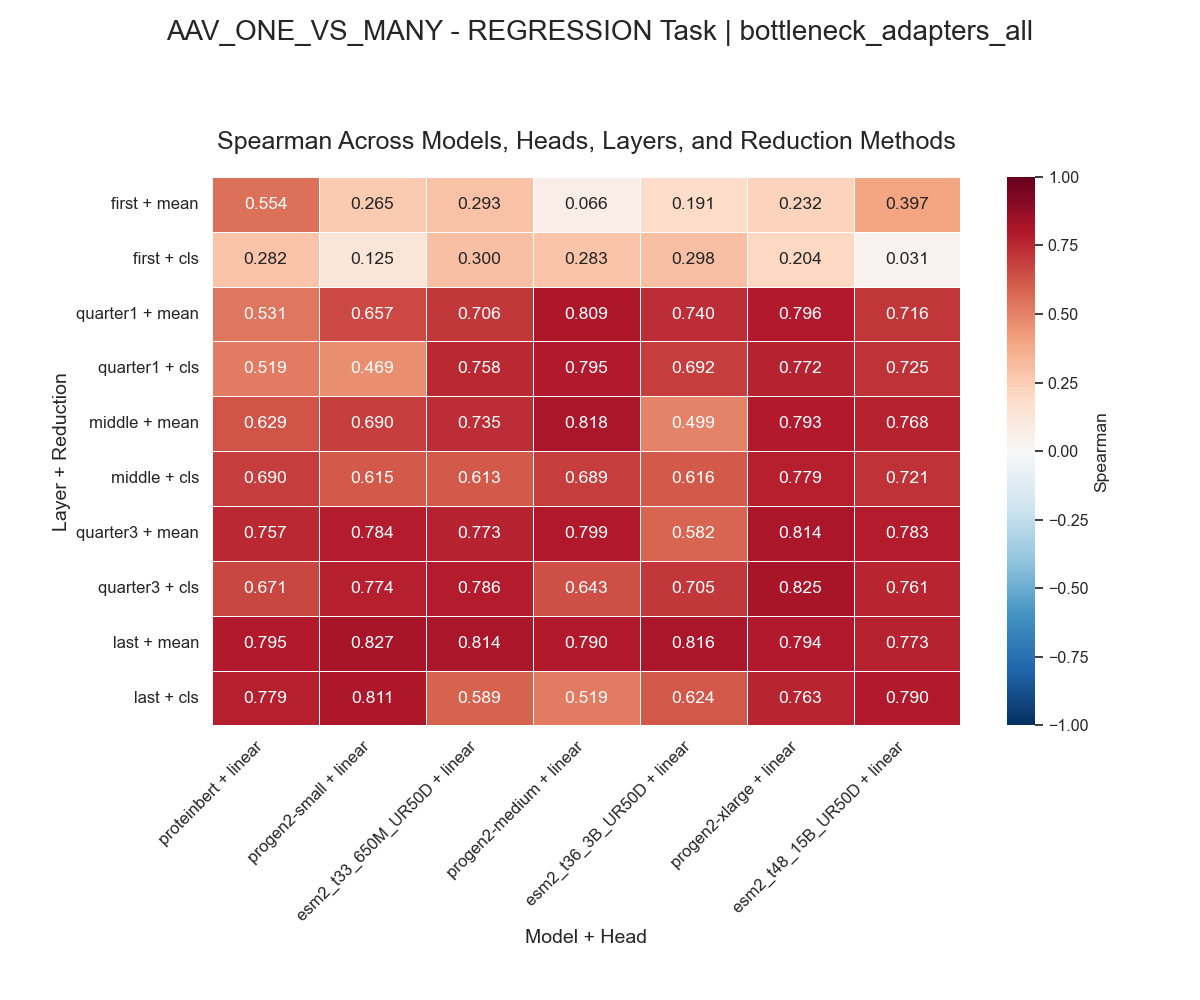 AAV_ONE_VS_MANY - REGRESSION Task | bottleneck_adapters_all
Spearman Across Models, Heads, Layers, and Reduction Methods
Layer + Reduction
first + mean 0.554 0.265 0.293 0.066 0.191 0.232 0.397
first + cls 0.282 0.125 0.300 0.283 0.298 0.204 0.031
quarter1 + mean 0.531 0.657 0.706 0.809 0.740 0.796 0.716
quarter1 + cls 0.519 0.469 0.758 0.795 0.692 0.772 0.725
middle + mean 0.629 0.690 0.735 0.818 0.499 0.793 0.768
middle + cls 0.690 0.615 0.613 0.689 0.616 0.779 0.721
quarter3 + mean 0.757 0.784 0.773 0.799 0.582 0.814 0.783
quarter3 + cls 0.671 0.774 0.786 0.643 0.705 0.825 0.761
last + mean 0.795 0.827 0.814 0.790 0.816 0.794 0.773
last + cls 0.779 0.811 0.589 0.519 0.624 0.763 0.790
proteinbert + linear
progen2-small + linear
esm2_t33_650M_UR50D + linear
progen2-medium + linear
esm2_t36_3B_UR50D + linear
progen2-xlarge + linear
esm2_t48_15B_UR50D + linear
Model + Head
1.00
0.75
0.50
0.25
0.00
−0.25
−0.50
−0.75
−1.00
Spearman